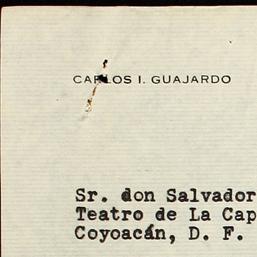 CARLOS I. GUAJARDO
Sr. don Salvador
Teatro de La Cap
Coyoacán, D. F.